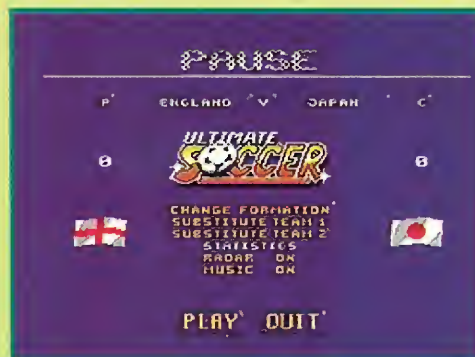 PAUSE
P ENGLAND V JAPAN C
ULTIMATE
0 SOCCER 0
CHANGE FORMATION
SUBSTITUTE TEAM 1
SUBSTITUTE TEAM 2
STATISTICS
RADAR ON
MUSIC ON
PLAY QUIT